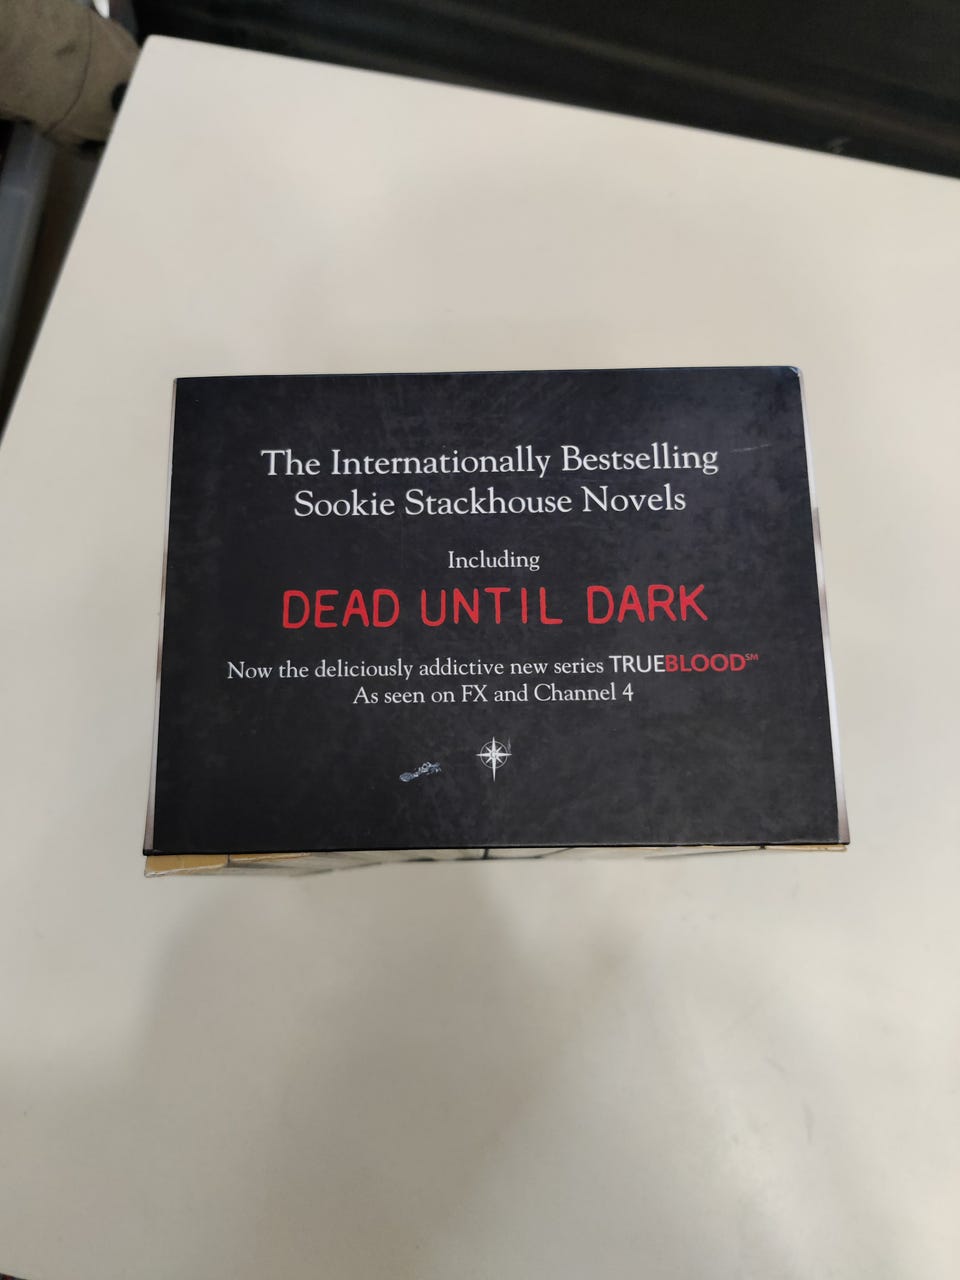 The Internationally Bestselling
Sookie Stackhouse Novels
Including
DEAD UNTIL DARK
Now the deliciously addictive new series TRUEBLOOD℠
As seen on FX and Channel 4